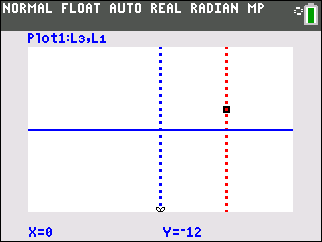 NORMAL FLOAT AUTO REAL RADIAN MP
Plot1:L₃,L₁
X=0 Y=⁻12